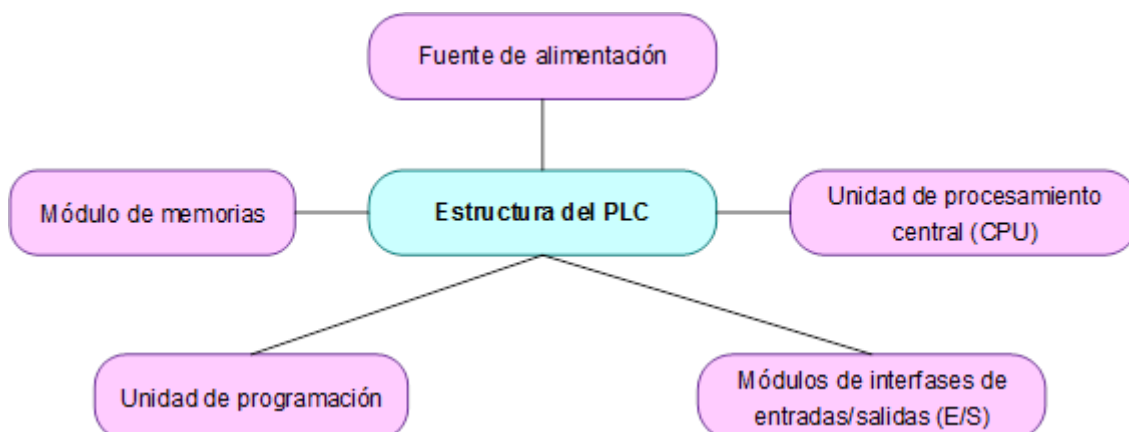 Fuente de alimentación
Módulo de memorias
Estructura del PLC
Unidad de procesamiento
central (CPU)
Unidad de programación
Módulos de interfases de
entradas/salidas (E/S)